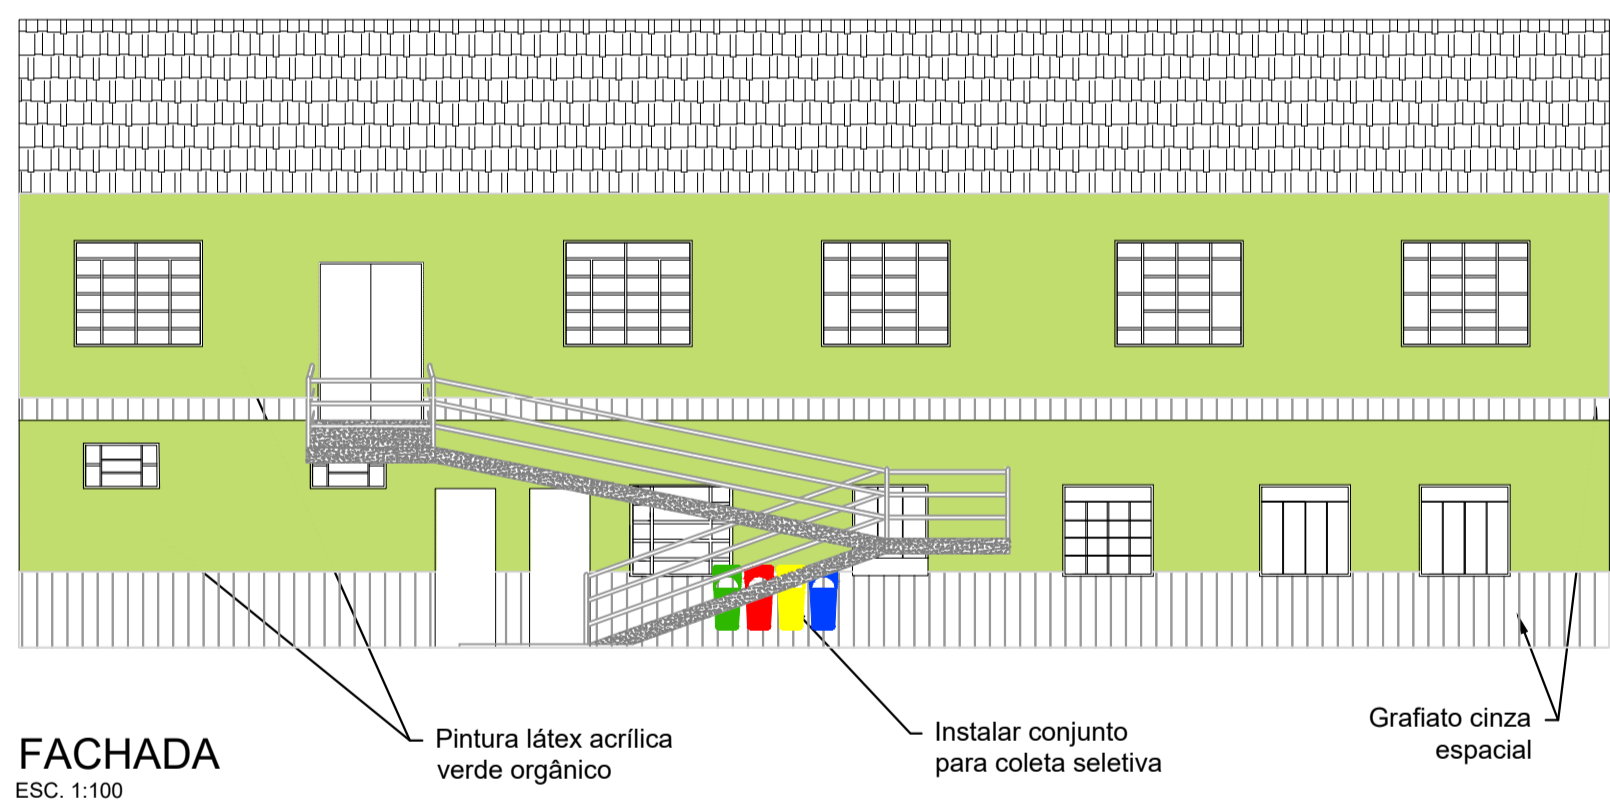 FACHADA
ESC. 1:100
Pintura látex acrílica
verde orgânico
Instalar conjunto
para coleta seletiva
Grafiato cinza
espacial